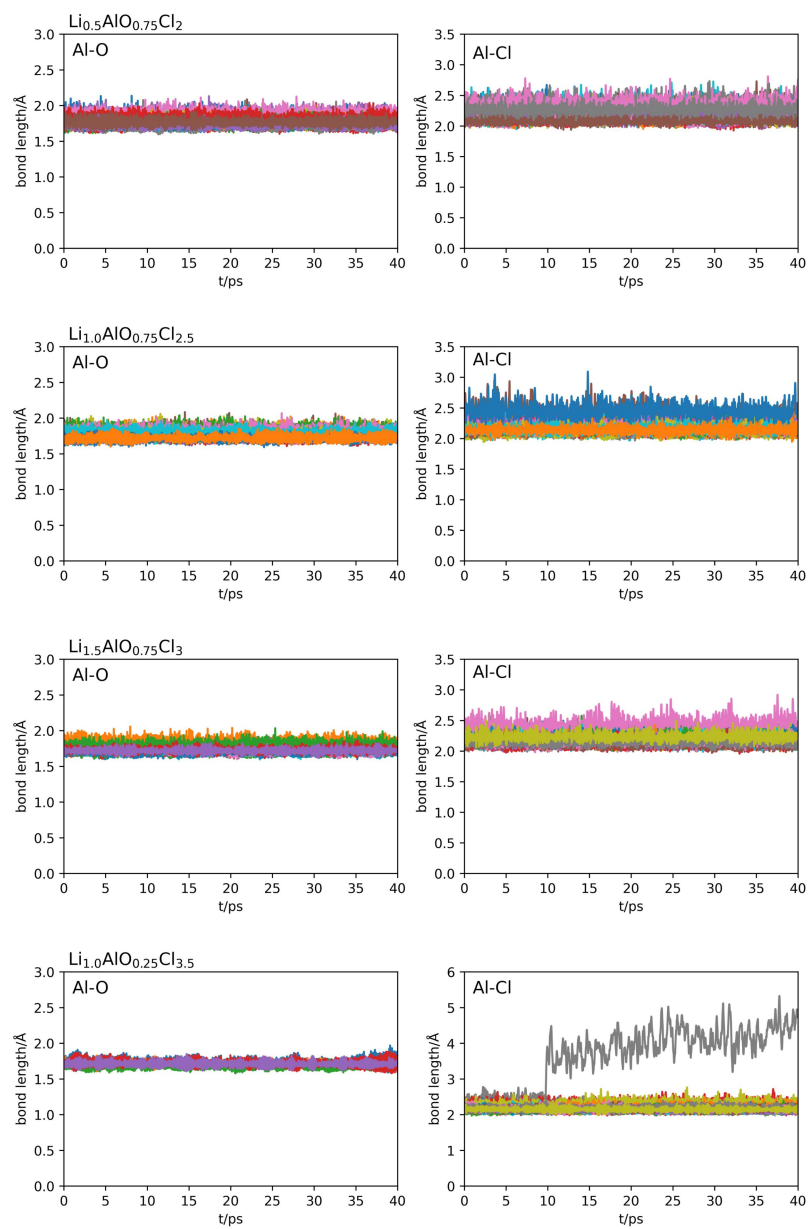 Li₀.₅AlO₀.₇₅Cl₂
Al-O
bond length/Å
3.0
2.5
2.0
1.5
1.0
0.5
0.0
0 5 10 15 20 25 30 35 40
t/ps
Al-Cl
bond length/Å
3.5
3.0
2.5
2.0
1.5
1.0
0.5
0.0
0 5 10 15 20 25 30 35 40
t/ps
Li₁.₀AlO₀.₇₅Cl₂.₅
Al-O
bond length/Å
3.0
2.5
2.0
1.5
1.0
0.5
0.0
0 5 10 15 20 25 30 35 40
t/ps
Al-Cl
bond length/Å
3.5
3.0
2.5
2.0
1.5
1.0
0.5
0.0
0 5 10 15 20 25 30 35 40
t/ps
Li₁.₅AlO₀.₇₅Cl₃
Al-O
bond length/Å
3.0
2.5
2.0
1.5
1.0
0.5
0.0
0 5 10 15 20 25 30 35 40
t/ps
Al-Cl
bond length/Å
3.5
3.0
2.5
2.0
1.5
1.0
0.5
0.0
0 5 10 15 20 25 30 35 40
t/ps
Li₁.₀AlO₀.₂₅Cl₃.₅
Al-O
bond length/Å
3.0
2.5
2.0
1.5
1.0
0.5
0.0
0 5 10 15 20 25 30 35 40
t/ps
Al-Cl
bond length/Å
6
5
4
3
2
1
0
0 5 10 15 20 25 30 35 40
t/ps